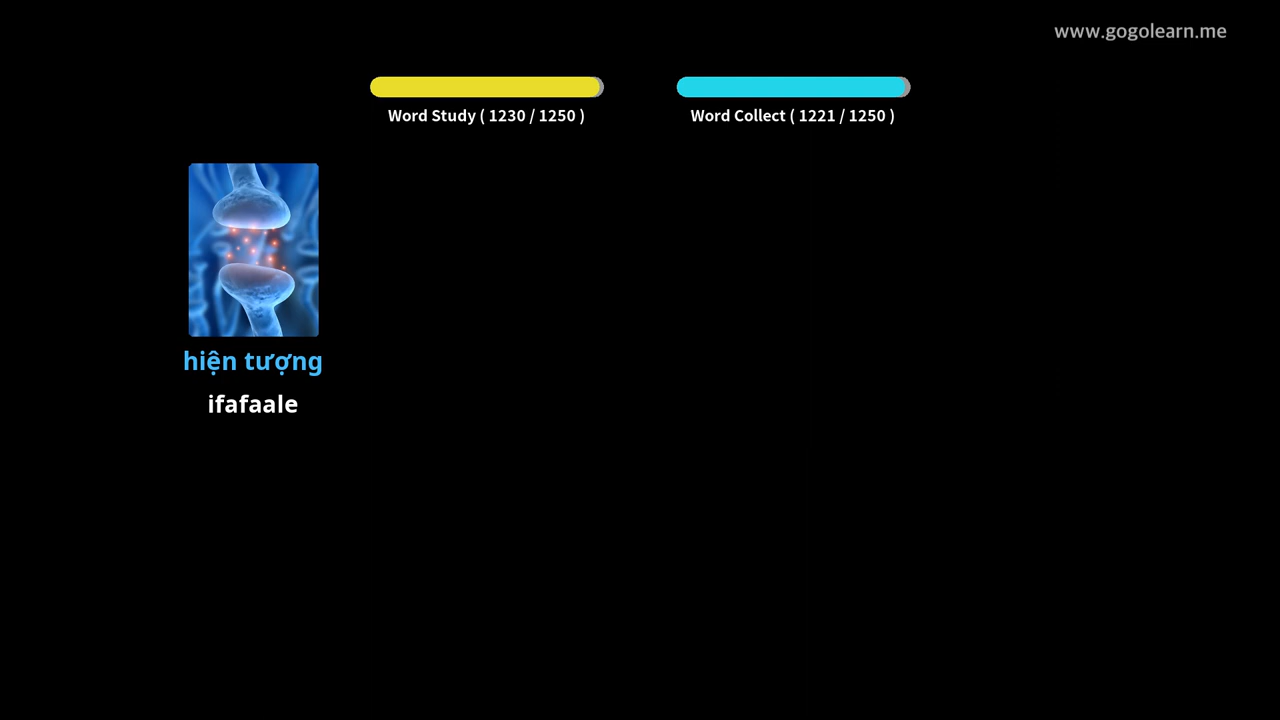 www.gogolearn.me
Word Study ( 1230 / 1250 )
Word Collect ( 1221 / 1250 )
hiện tượng
ifafaale